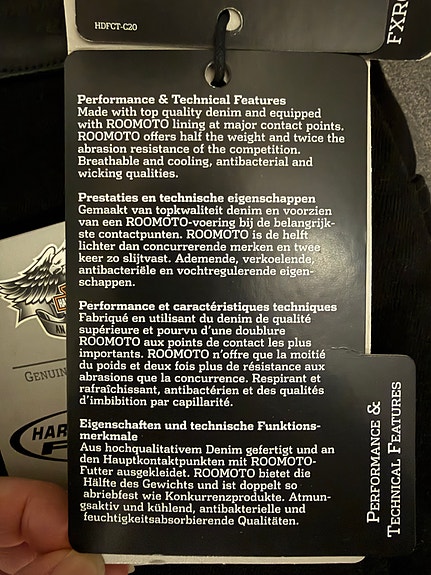 HDFCT-C20
FXRG
Performance & Technical Features
Made with top quality denim and equipped
with ROOMOTO lining at major contact points.
ROOMOTO offers half the weight and twice the
abrasion resistance of the competition.
Breathable and cooling, antibacterial and
wicking qualities.
Prestaties en technische eigenschappen
Gemaakt van topkwaliteit denim en voorzien
van een ROOMOTO-voering bij de belangrijk-
ste contactpunten. ROOMOTO is de helft
lichter dan concurrerende merken en twee
keer zo slijtvast. Ademende, verkoelende,
antibacteriële en vochtregulerende eigen-
schappen.
Performance et caractéristiques techniques
Fabriqué en utilisant du denim de qualité
supérieure et pourvu d'une doublure
ROOMOTO aux points de contact les plus
importants. ROOMOTO n'offre que la moitié
du poids et deux fois plus de résistance aux
abrasions que la concurrence. Respirant et
rafraîchissant, antibactérien et des qualités
d'imbibition par capillarité.
Eigenschaften und technische Funktions-
merkmale
Aus hochqualitativem Denim gefertigt und an
den Hauptkontaktpunkten mit ROOMOTO-
Futter ausgekleidet. ROOMOTO bietet die
Hälfte des Gewichts und ist doppelt so
abriebfest wie Konkurrenzprodukte. Atmun-
gsaktiv und kühlend, antibakterielle und
feuchtigkeitsabsorbierende Qualitäten.
Performance &
Technical Features
AN
Genuin
HAR